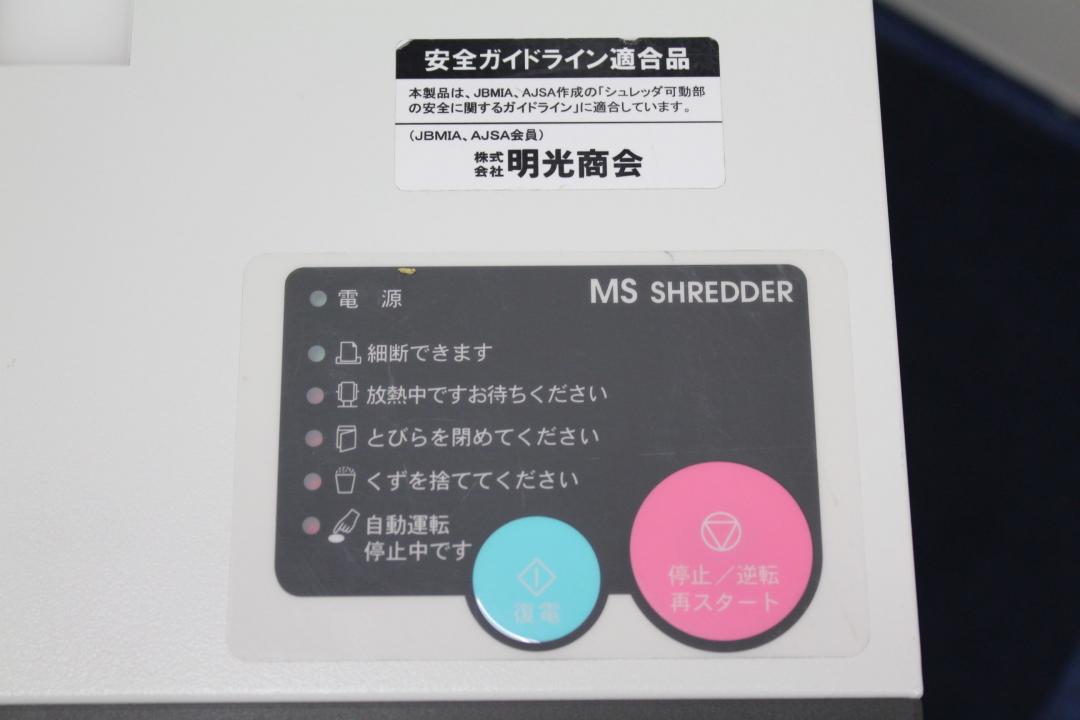 安全ガイドライン適合品
本製品は、JBMIA、AJSA作成の「シュレッダ可動部
の安全に関するガイドライン」に適合しています。
(JBMIA、AJSA会員)
株式会社 明光商会
MS SHREDDER
電 源
細断できます
放熱中ですお待ちください
とびらを閉めてください
くずを捨ててください
自動運転
停止中です
復電
停止/逆転
再スタート